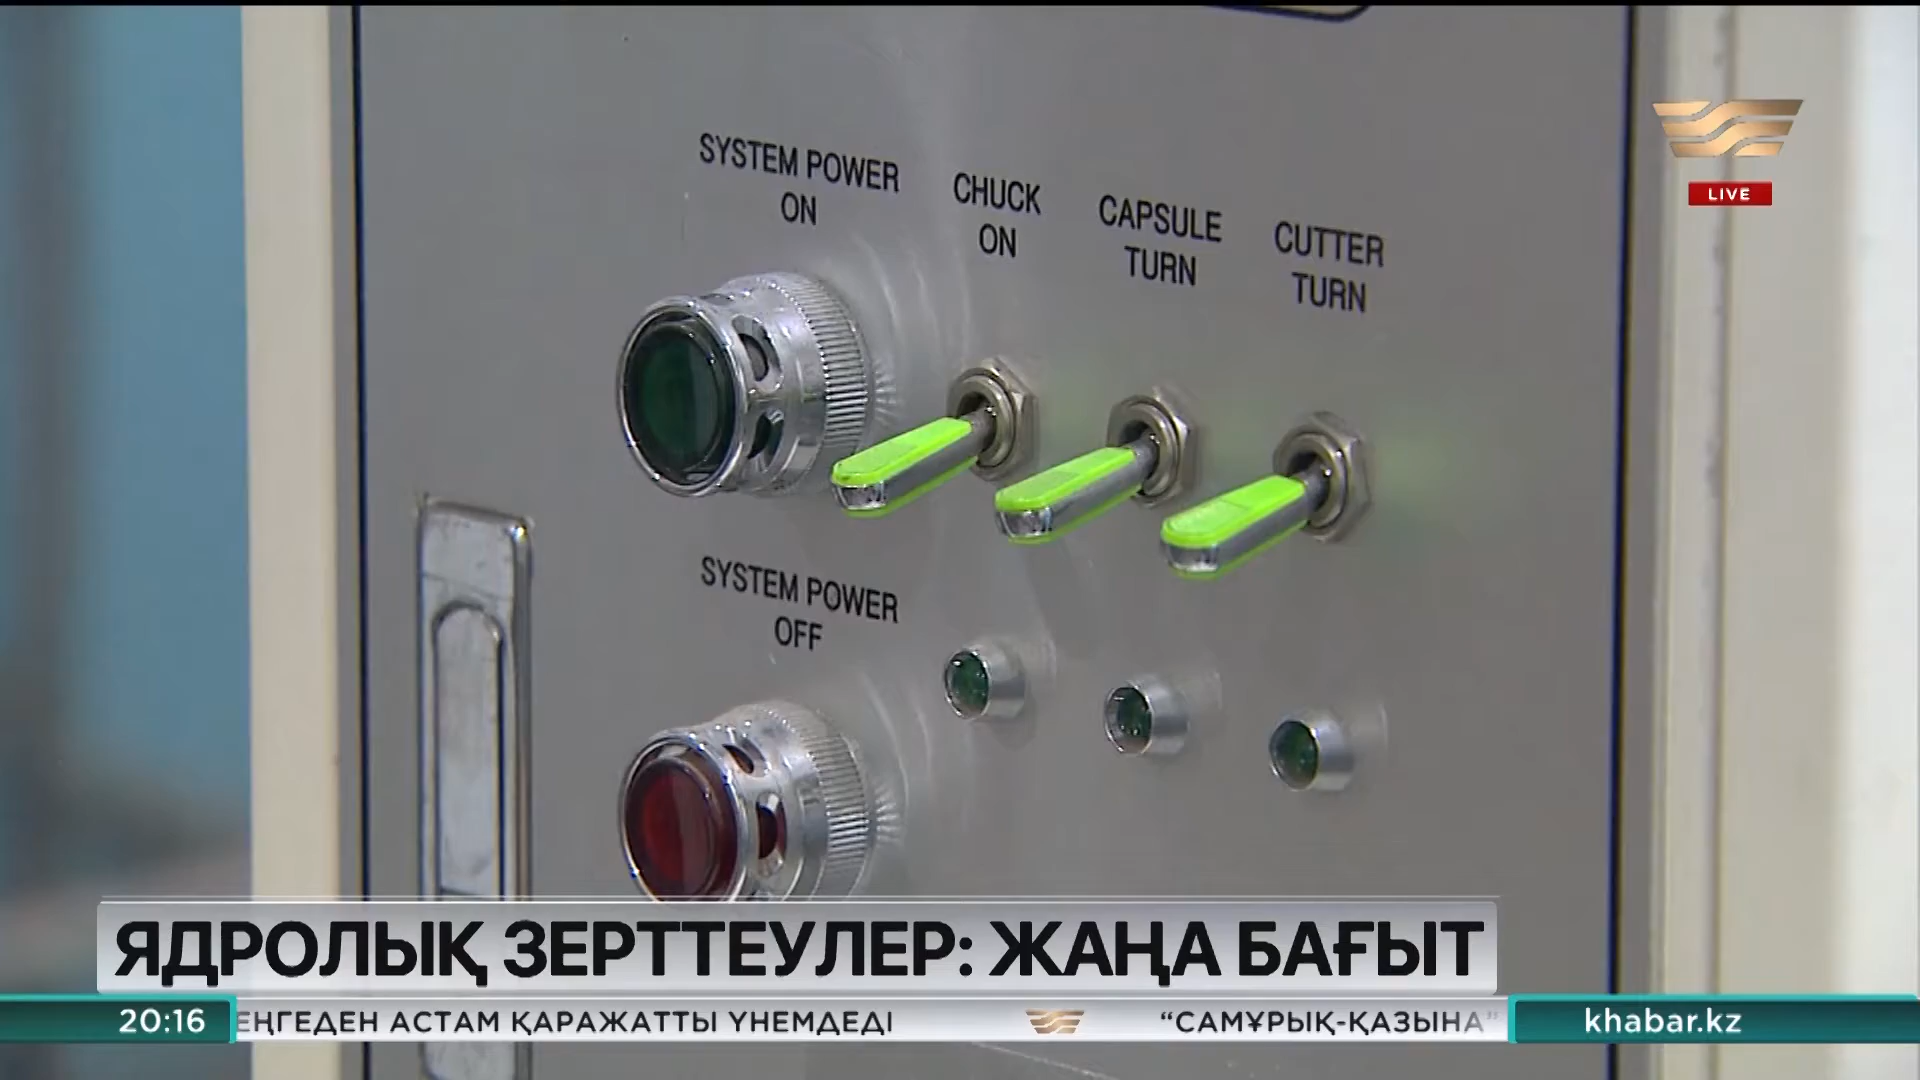 SYSTEM POWER
ON
CHUCK
ON
CAPSULE
TURN
CUTTER
TURN
LIVE
SYSTEM POWER
OFF
ЯДРОЛЫҚ ЗЕРТТЕУЛЕР: ЖАҢА БАҒЫТ
20:16
ЕҢГЕДЕН АСТАМ ҚАРАЖАТТЫ ҮНЕМДЕДІ
"САМҰРЫҚ-ҚАЗЫНА"
khabar.kz